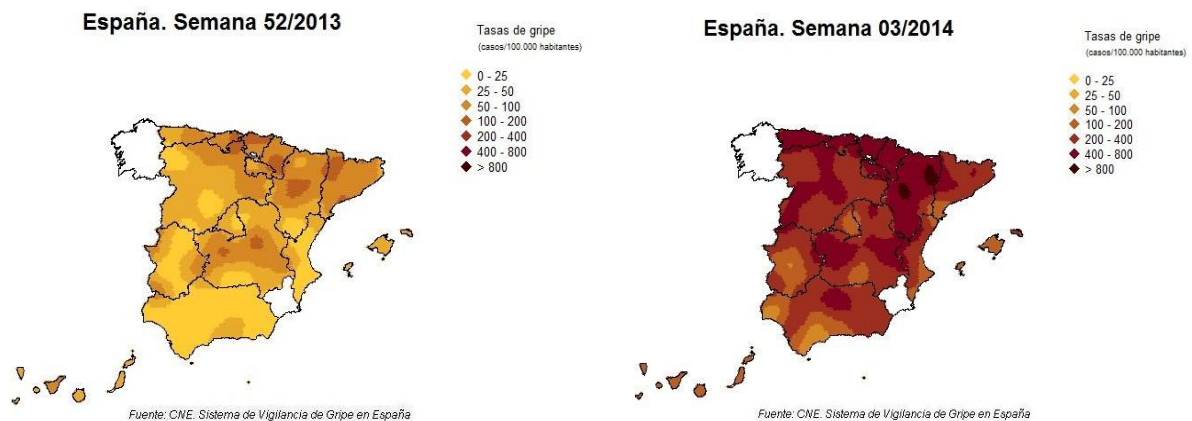 España. Semana 52/2013
Tasas de gripe
(casos/100.000 habitantes)
0 - 25
25 - 50
50 - 100
100 - 200
200 - 400
400 - 800
> 800
Fuente: CNE. Sistema de Vigilancia de Gripe en España
España. Semana 03/2014
Tasas de gripe
(casos/100.000 habitantes)
0 - 25
25 - 50
50 - 100
100 - 200
200 - 400
400 - 800
> 800
Fuente: CNE. Sistema de Vigilancia de Gripe en España